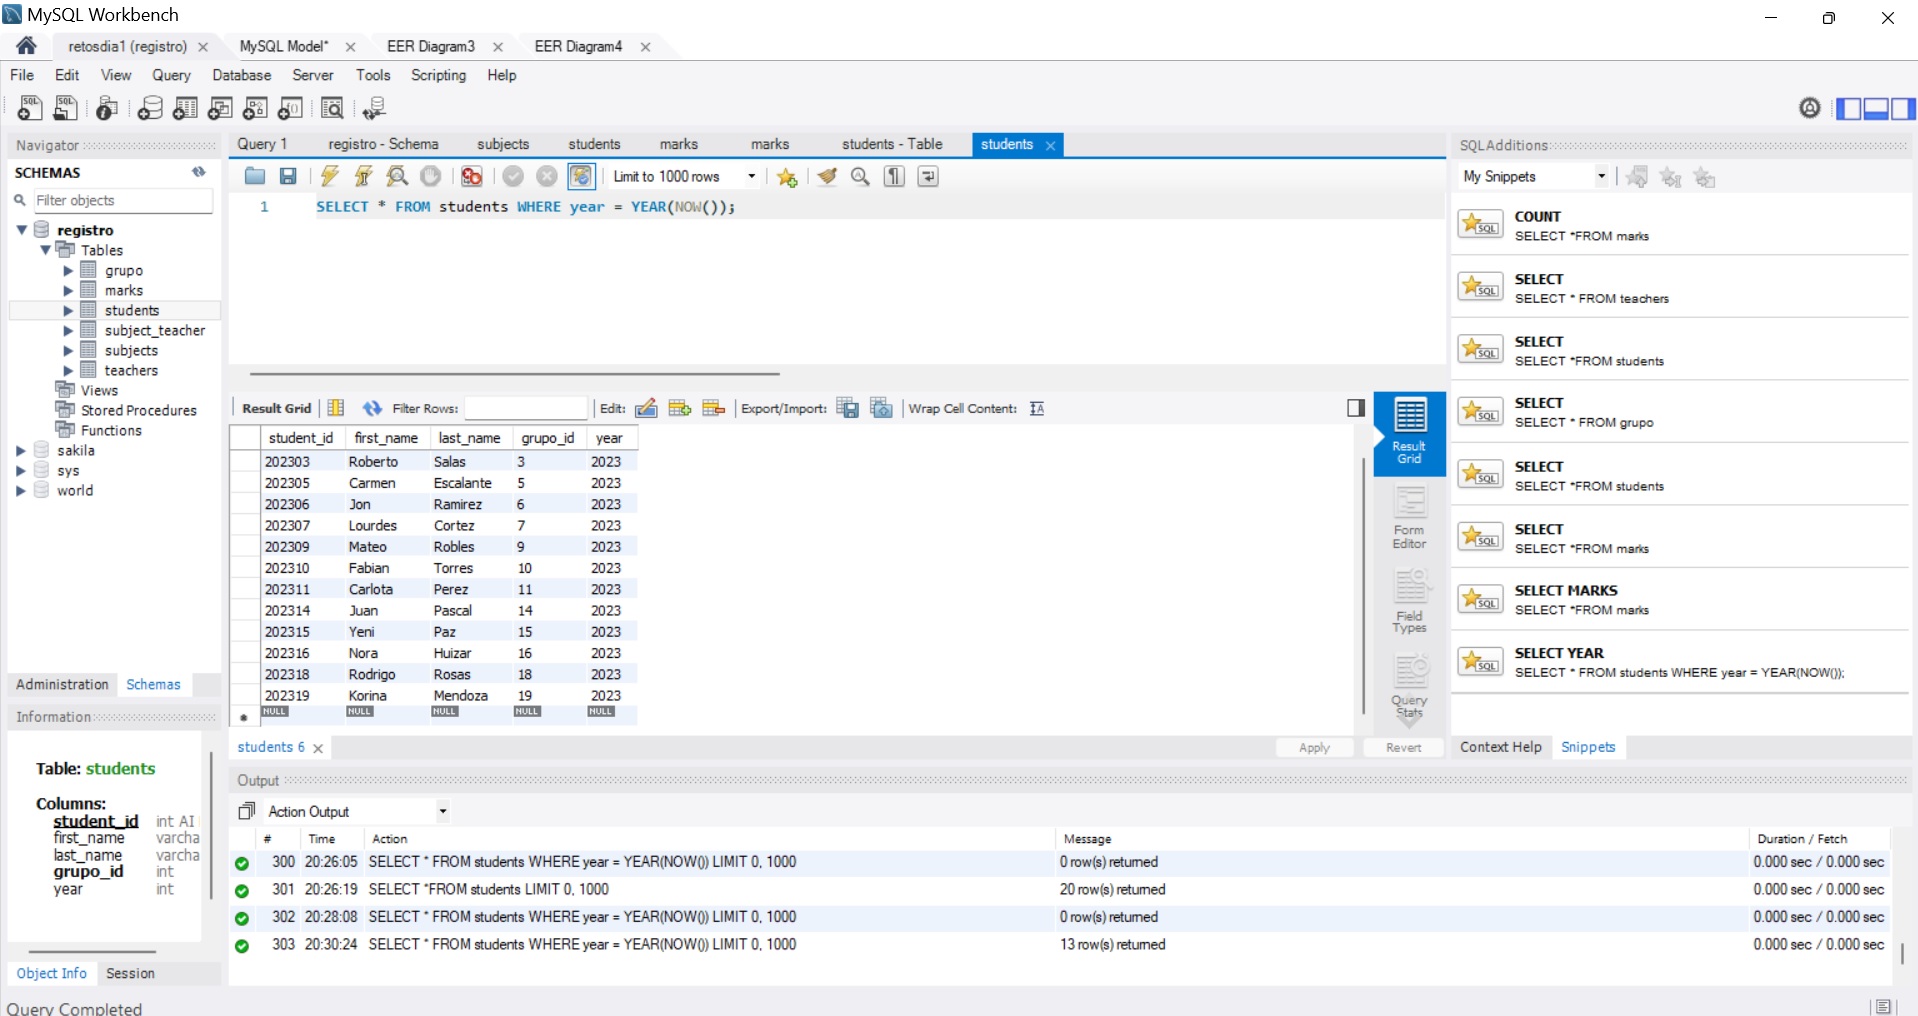 MySQL Workbench
retosdia1 (registro)
MySQL Model*
EER Diagram3
EER Diagram4
File Edit View Query Database Server Tools Scripting Help
Navigator
SCHEMAS
Filter objects
registro
Tables
grupo
marks
students
subject_teacher
subjects
teachers
Views
Stored Procedures
Functions
sakila
sys
world
Administration Schemas
Information
Table: students
Columns:
student_id int AI
first_name varcha
last_name varcha
grupo_id int
year int
Object Info Session
Query Completed
Query 1 registro - Schema subjects students marks marks students - Table students
Limit to 1000 rows
1 SELECT * FROM students WHERE year = YEAR(NOW());
Result Grid Filter Rows: Edit: Export/Import: Wrap Cell Content:
student_id first_name last_name grupo_id year
202303 Roberto Salas 3 2023
202305 Carmen Escalante 5 2023
202306 Jon Ramirez 6 2023
202307 Lourdes Cortez 7 2023
202309 Mateo Robles 9 2023
202310 Fabian Torres 10 2023
202311 Carlota Perez 11 2023
202314 Juan Pascal 14 2023
202315 Yeni Paz 15 2023
202316 Nora Huizar 16 2023
202318 Rodrigo Rosas 18 2023
202319 Korina Mendoza 19 2023
NULL NULL NULL NULL NULL
Result
Grid
Form
Editor
Field
Types
Query
Stats
students 6
Apply
Revert
SQLAdditions
My Snippets
COUNT
SELECT *FROM marks
SELECT
SELECT * FROM teachers
SELECT
SELECT *FROM students
SELECT
SELECT * FROM grupo
SELECT
SELECT *FROM students
SELECT
SELECT *FROM marks
SELECT MARKS
SELECT *FROM marks
SELECT YEAR
SELECT * FROM students WHERE year = YEAR(NOW());
Context Help Snippets
Output
Action Output
# Time Action Message Duration / Fetch
300 20:26:05 SELECT * FROM students WHERE year = YEAR(NOW()) LIMIT 0, 1000 0 row(s) returned 0.000 sec / 0.000 sec
301 20:26:19 SELECT *FROM students LIMIT 0, 1000 20 row(s) returned 0.000 sec / 0.000 sec
302 20:28:08 SELECT * FROM students WHERE year = YEAR(NOW()) LIMIT 0, 1000 0 row(s) returned 0.000 sec / 0.000 sec
303 20:30:24 SELECT * FROM students WHERE year = YEAR(NOW()) LIMIT 0, 1000 13 row(s) returned 0.000 sec / 0.000 sec